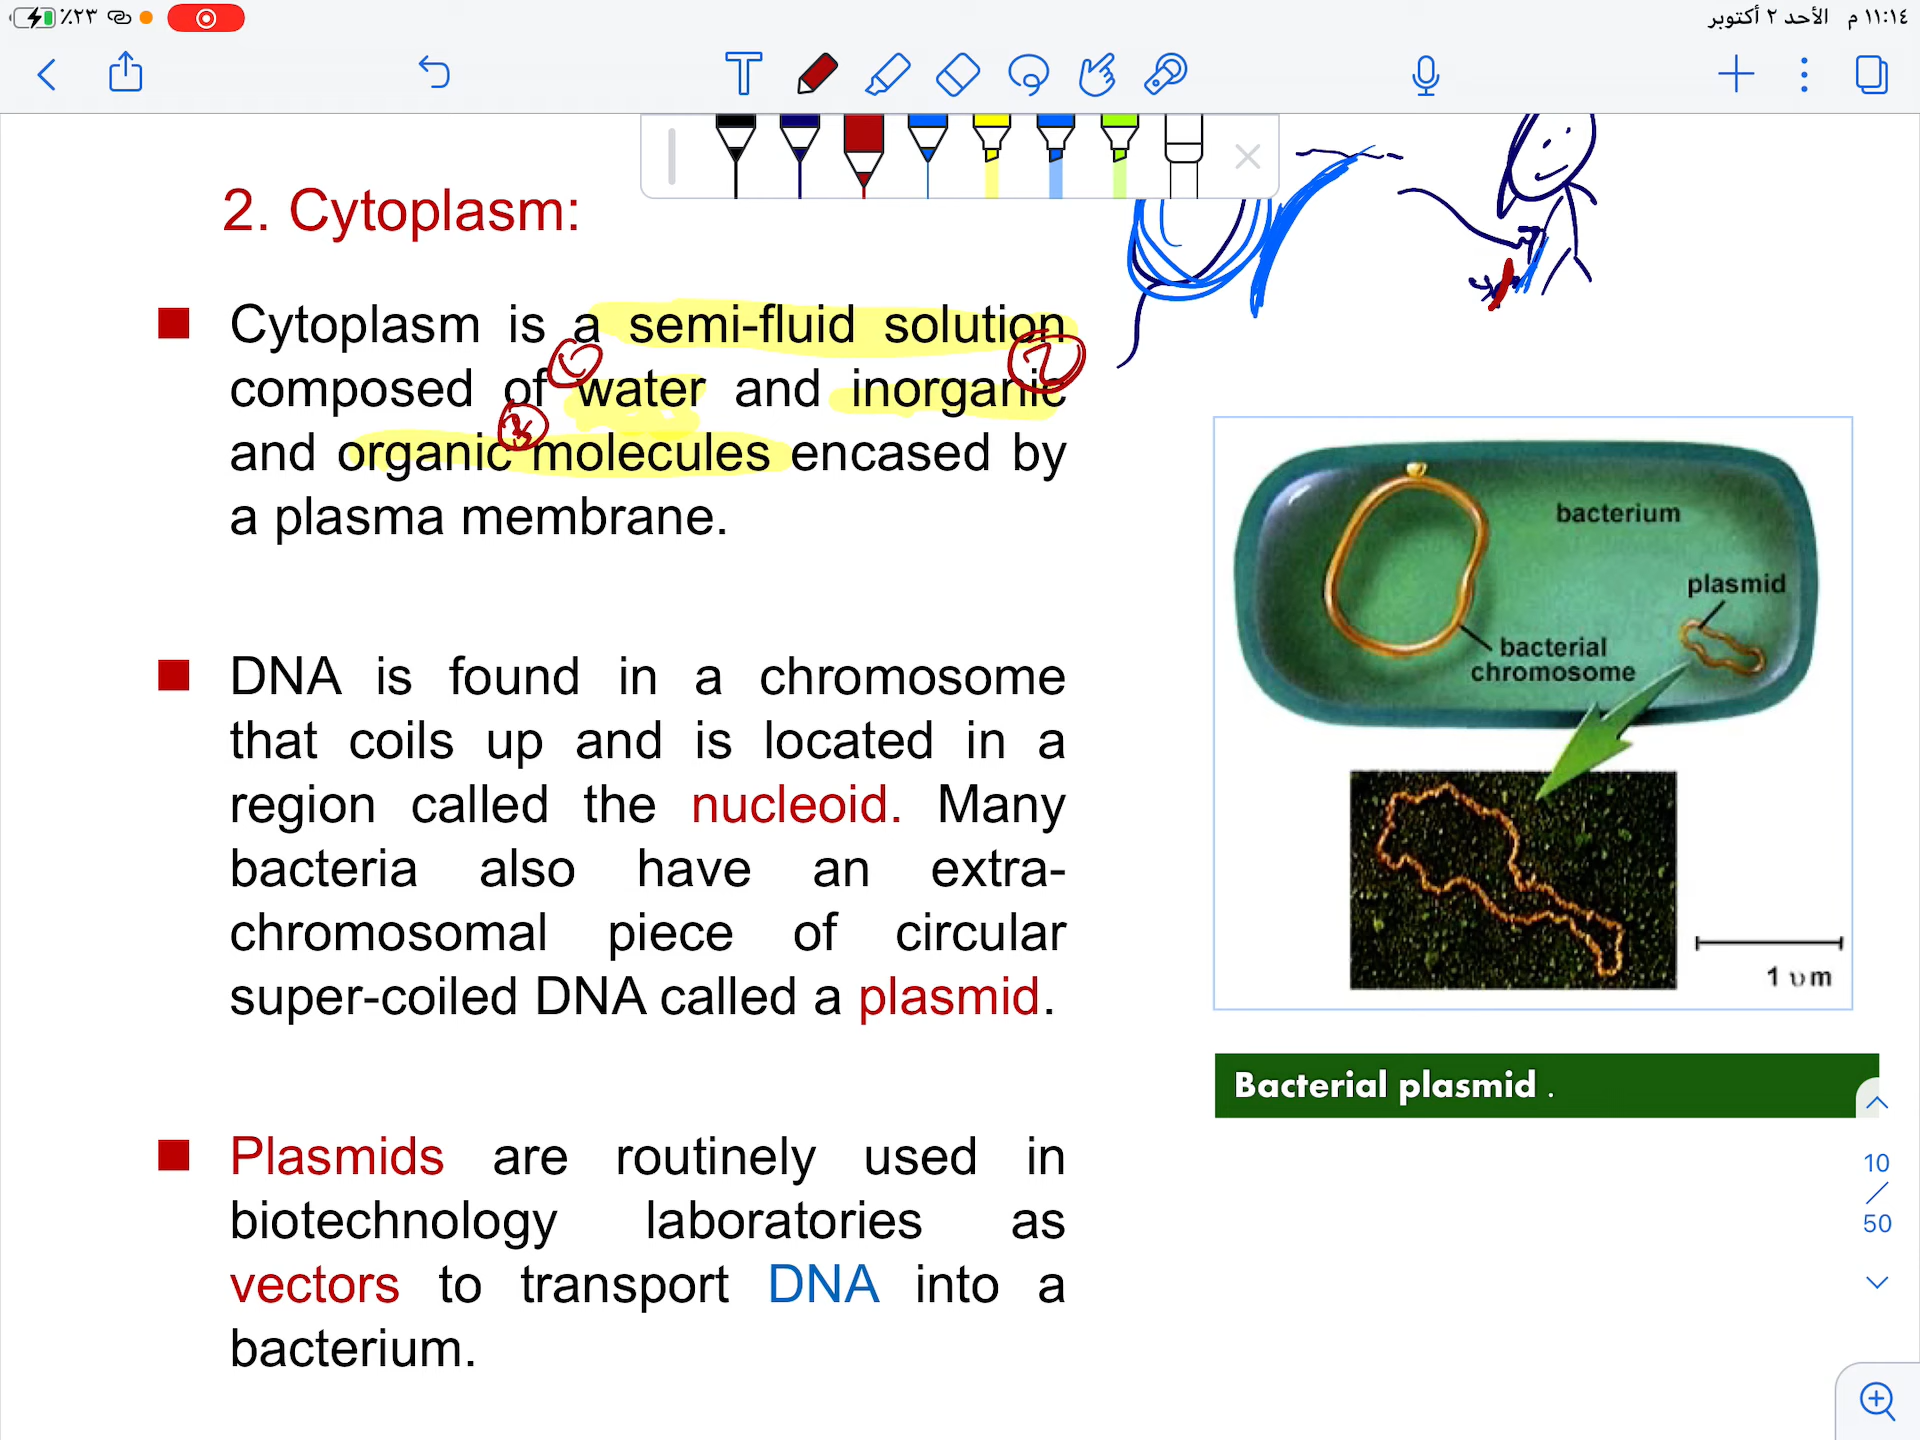 ٪٢٣
١١:١٤ م الأحد ٢ أكتوبر
2. Cytoplasm:
Cytoplasm is a semi-fluid solution
composed of water and inorganic
and organic molecules encased by
a plasma membrane.
1
2
3
DNA is found in a chromosome
that coils up and is located in a
region called the nucleoid. Many
bacteria also have an extra-
chromosomal piece of circular
super-coiled DNA called a plasmid.
Plasmids are routinely used in
biotechnology laboratories as
vectors to transport DNA into a
bacterium.
bacterium
plasmid
bacterial
chromosome
1 υm
Bacterial plasmid .
10
/
50